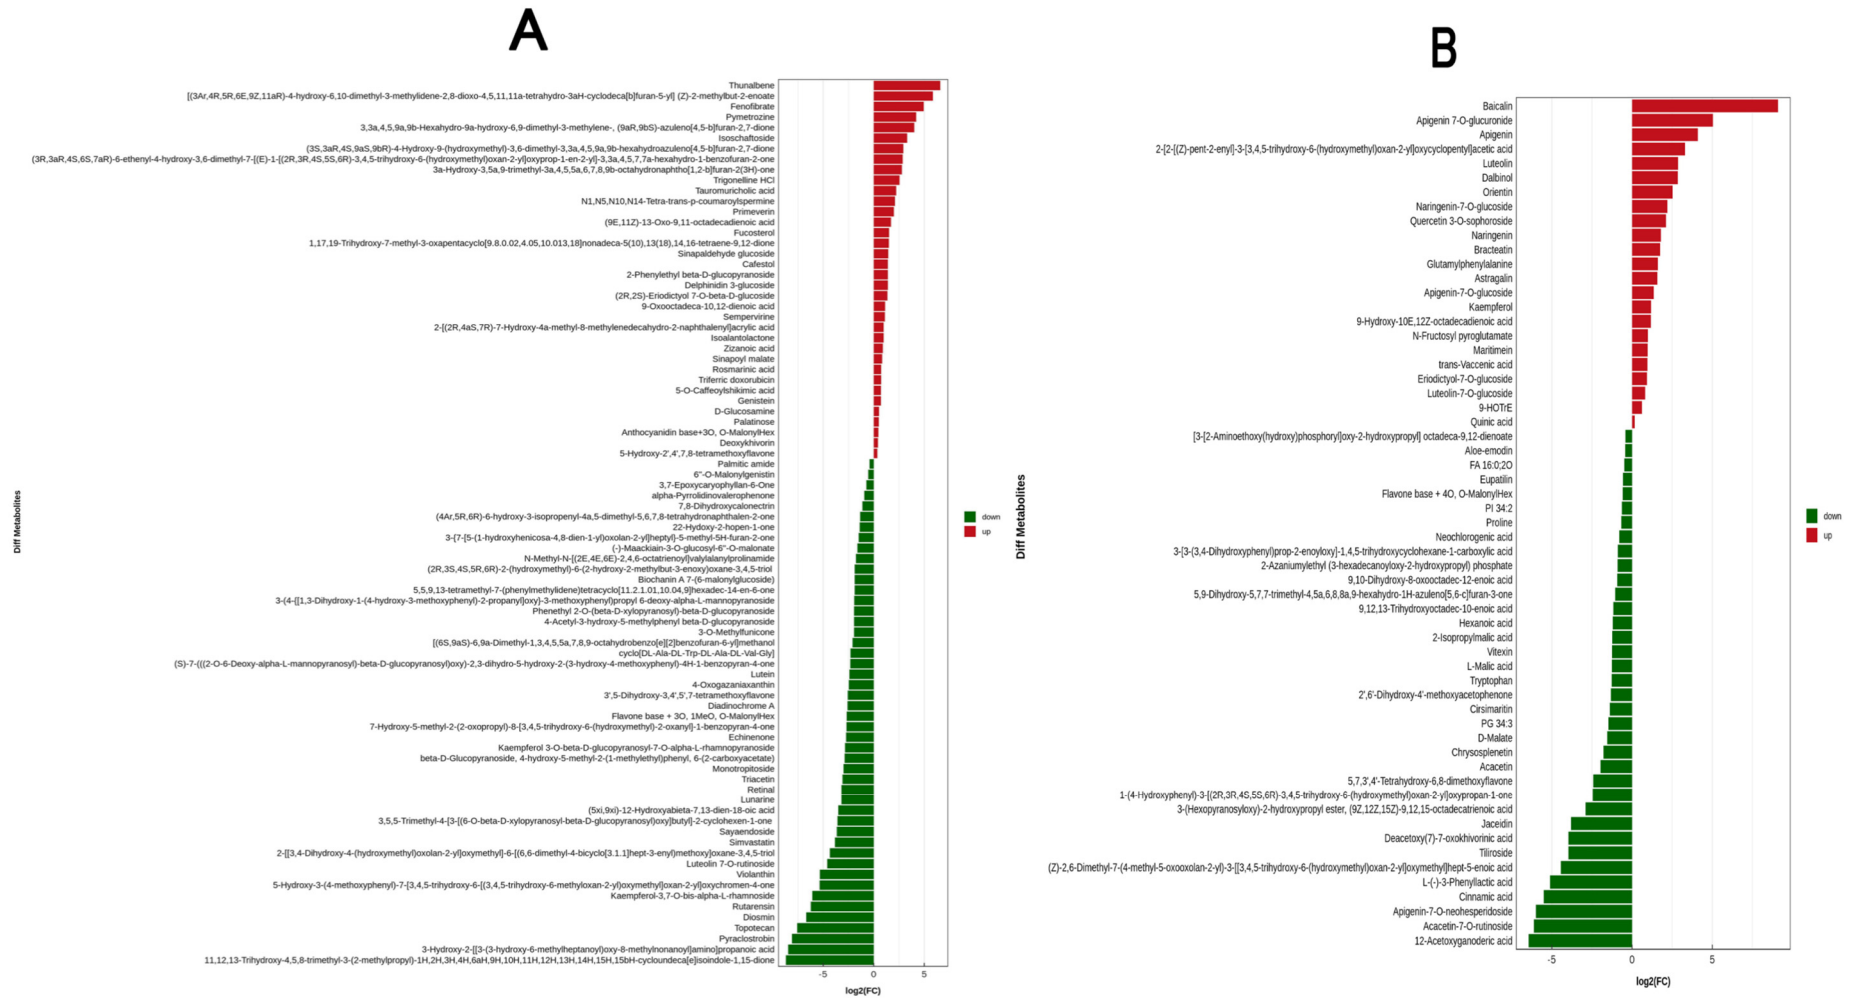 A
Thunalbene
[(3Ar,4R,5R,6E,9Z,11aR)-4-hydroxy-6,10-dimethyl-3-methylidene-2,8-dioxo-4,5,11,11a-tetrahydro-3aH-cyclodeca[b]furan-5-yl] (Z)-2-methylbut-2-enoate
Fenofibrate
Pymetrozine
3,3a,4,5,9a,9b-Hexahydro-9a-hydroxy-6,9-dimethyl-3-methylene-, (9aR,9bS)-azuleno[4,5-b]furan-2,7-dione
Isoschaftoside
(3S,3aR,4S,9aS,9bR)-4-Hydroxy-9-(hydroxymethyl)-3,6-dimethyl-3,3a,4,5,9a,9b-hexahydroazuleno[4,5-b]furan-2,7-dione
(3R,3aR,4S,6S,7aR)-6-ethenyl-4-hydroxy-3,6-dimethyl-7-[(E)-1-[(2R,3R,4S,5S,6R)-3,4,5-trihydroxy-6-(hydroxymethyl)oxan-2-yl]oxyprop-1-en-2-yl]-3,3a,4,5,7,7a-hexahydro-1-benzofuran-2-one
3a-Hydroxy-3,5a,9-trimethyl-3a,4,5,5a,6,7,8,9b-octahydronaphtho[1,2-b]furan-2(3H)-one
Trigonelline HCl
Tauromuricholic acid
N1,N5,N10,N14-Tetra-trans-p-coumaroylspermine
Primeverin
(9E,11Z)-13-Oxo-9,11-octadecadienoic acid
Fucosterol
1,17,19-Trihydroxy-7-methyl-3-oxapentacyclo[9.8.0.02,4.05,10.013,18]nonadeca-5(10),13(18),14,16-tetraene-9,12-dione
Sinapaldehyde glucoside
Cafestol
2-Phenylethyl beta-D-glucopyranoside
Delphinidin 3-glucoside
(2R,2S)-Eriodictyol 7-O-beta-D-glucoside
9-Oxooctadeca-10,12-dienoic acid
Sempervirine
2-[(2R,4aS,7R)-7-Hydroxy-4a-methyl-8-methylenedecahydro-2-naphthalenyl]acrylic acid
Isoalantolactone
Zizanoic acid
Sinapoyl malate
Rosmarinic acid
Triferric doxorubicin
5-O-Caffeoylshikimic acid
Genistein
D-Glucosamine
Palatinose
Anthocyanidin base+3O, O-MalonylHex
Deoxykhivorin
5-Hydroxy-2',4',7,8-tetramethoxyflavone
Palmitic amide
6"-O-Malonylgenistin
3,7-Epoxycaryophyllan-6-One
alpha-Pyrrolidinovalerophenone
7,8-Dihydroxycalonectrin
(4Ar,5R,6R)-6-hydroxy-3-isopropenyl-4a,5-dimethyl-5,6,7,8-tetrahydronaphthalen-2-one
22-Hydoxy-2-hopen-1-one
3-{7-[5-(1-hydroxyhenicosa-4,8-dien-1-yl)oxolan-2-yl]heptyl}-5-methyl-5H-furan-2-one
(-)-Maackiain-3-O-glucosyl-6"-O-malonate
N-Methyl-N-[(2E,4E,6E)-2,4,6-octatrienoyl]valylalanylprolinamide
(2R,3S,4S,5R,6R)-2-(hydroxymethyl)-6-(2-hydroxy-2-methylbut-3-enoxy)oxane-3,4,5-triol
Biochanin A 7-(6-malonylglucoside)
5,5,9,13-tetramethyl-7-(phenylmethylidene)tetracyclo[11.2.1.01,10.04,9]hexadec-14-en-6-one
3-(4-{[1,3-Dihydroxy-1-(4-hydroxy-3-methoxyphenyl)-2-propanyl]oxy}-3-methoxyphenyl)propyl 6-deoxy-alpha-L-mannopyranoside
Phenethyl 2-O-(beta-D-xylopyranosyl)-beta-D-glucopyranoside
4-Acetyl-3-hydroxy-5-methylphenyl beta-D-glucopyranoside
3-O-Methylfunicone
[(6S,9aS)-6,9a-Dimethyl-1,3,4,5,5a,7,8,9-octahydrobenzo[e][2]benzofuran-6-yl]methanol
cyclo[DL-Ala-DL-Trp-DL-Ala-DL-Val-Gly]
(S)-7-(((2-O-6-Deoxy-alpha-L-mannopyranosyl)-beta-D-glucopyranosyl)oxy)-2,3-dihydro-5-hydroxy-2-(3-hydroxy-4-methoxyphenyl)-4H-1-benzopyran-4-one
Lutein
4-Oxogazaniaxanthin
3',5-Dihydroxy-3,4',5',7-tetramethoxyflavone
Diadinochrome A
Flavone base + 3O, 1MeO, O-MalonylHex
7-Hydroxy-5-methyl-2-(2-oxopropyl)-8-[3,4,5-trihydroxy-6-(hydroxymethyl)-2-oxanyl]-1-benzopyran-4-one
Echinenone
Kaempferol 3-O-beta-D-glucopyranosyl-7-O-alpha-L-rhamnopyranoside
beta-D-Glucopyranoside, 4-hydroxy-5-methyl-2-(1-methylethyl)phenyl, 6-(2-carboxyacetate)
Monotropitoside
Triacetin
Retinal
Lunarine
(5xi,9xi)-12-Hydroxyabieta-7,13-dien-18-oic acid
3,5,5-Trimethyl-4-[3-[(6-O-beta-D-xylopyranosyl-beta-D-glucopyranosyl)oxy]butyl]-2-cyclohexen-1-one
Sayaendoside
Simvastatin
2-[[3,4-Dihydroxy-4-(hydroxymethyl)oxolan-2-yl]oxymethyl]-6-[(6,6-dimethyl-4-bicyclo[3.1.1]hept-3-enyl)methoxy]oxane-3,4,5-triol
Luteolin 7-O-rutinoside
Violanthin
5-Hydroxy-3-(4-methoxyphenyl)-7-[3,4,5-trihydroxy-6-[(3,4,5-trihydroxy-6-methyloxan-2-yl)oxymethyl]oxan-2-yl]oxychromen-4-one
Kaempferol-3,7-O-bis-alpha-L-rhamnoside
Rutarensin
Diosmin
Topotecan
Pyraclostrobin
3-Hydroxy-2-[[3-(3-hydroxy-6-methylheptanoyl)oxy-8-methylnonanoyl]amino]propanoic acid
11,12,13-Trihydroxy-4,5,8-trimethyl-3-(2-methylpropyl)-1H,2H,3H,4H,6aH,9H,10H,11H,12H,13H,14H,15H,15bH-cycloundeca[e]isoindole-1,15-dione
Diff Metabolites
-5 0 5
log2(FC)
down
up
B
Baicalin
Apigenin 7-O-glucuronide
Apigenin
2-[2-[(Z)-pent-2-enyl]-3-[3,4,5-trihydroxy-6-(hydroxymethyl)oxan-2-yl]oxycyclopentyl]acetic acid
Luteolin
Dalbinol
Orientin
Naringenin-7-O-glucoside
Quercetin 3-O-sophoroside
Naringenin
Bracteatin
Glutamylphenylalanine
Astragalin
Apigenin-7-O-glucoside
Kaempferol
9-Hydroxy-10E,12Z-octadecadienoic acid
N-Fructosyl pyroglutamate
Maritimein
trans-Vaccenic acid
Eriodictyol-7-O-glucoside
Luteolin-7-O-glucoside
9-HOTrE
Quinic acid
[3-[2-Aminoethoxy(hydroxy)phosphoryl]oxy-2-hydroxypropyl] octadeca-9,12-dienoate
Aloe-emodin
FA 16:0;2O
Eupatilin
Flavone base + 4O, O-MalonylHex
PI 34:2
Proline
Neochlorogenic acid
3-[3-(3,4-Dihydroxyphenyl)prop-2-enoyloxy]-1,4,5-trihydroxycyclohexane-1-carboxylic acid
2-Azaniumylethyl (3-hexadecanoyloxy-2-hydroxypropyl) phosphate
9,10-Dihydroxy-8-oxooctadec-12-enoic acid
5,9-Dihydroxy-5,7,7-trimethyl-4,5a,6,8,8a,9-hexahydro-1H-azuleno[5,6-c]furan-3-one
9,12,13-Trihydroxyoctadec-10-enoic acid
Hexanoic acid
2-Isopropylmalic acid
Vitexin
L-Malic acid
Tryptophan
2',6'-Dihydroxy-4'-methoxyacetophenone
Cirsimaritin
PG 34:3
D-Malate
Chrysosplenetin
Acacetin
5,7,3',4'-Tetrahydroxy-6,8-dimethoxyflavone
1-(4-Hydroxyphenyl)-3-[(2R,3R,4S,5S,6R)-3,4,5-trihydroxy-6-(hydroxymethyl)oxan-2-yl]oxypropan-1-one
3-(Hexopyranosyloxy)-2-hydroxypropyl ester, (9Z,12Z,15Z)-9,12,15-octadecatrienoic acid
Jaceidin
Deacetoxy(7)-7-oxokhivorinic acid
Tiliroside
(Z)-2,6-Dimethyl-7-(4-methyl-5-oxooxolan-2-yl)-3-[[3,4,5-trihydroxy-6-(hydroxymethyl)oxan-2-yl]oxymethyl]hept-5-enoic acid
L-(-)-3-Phenyllactic acid
Cinnamic acid
Apigenin-7-O-neohesperidoside
Acacetin-7-O-rutinoside
12-Acetoxyganoderic acid
Diff Metabolites
-5 0 5
log2(FC)
down
up